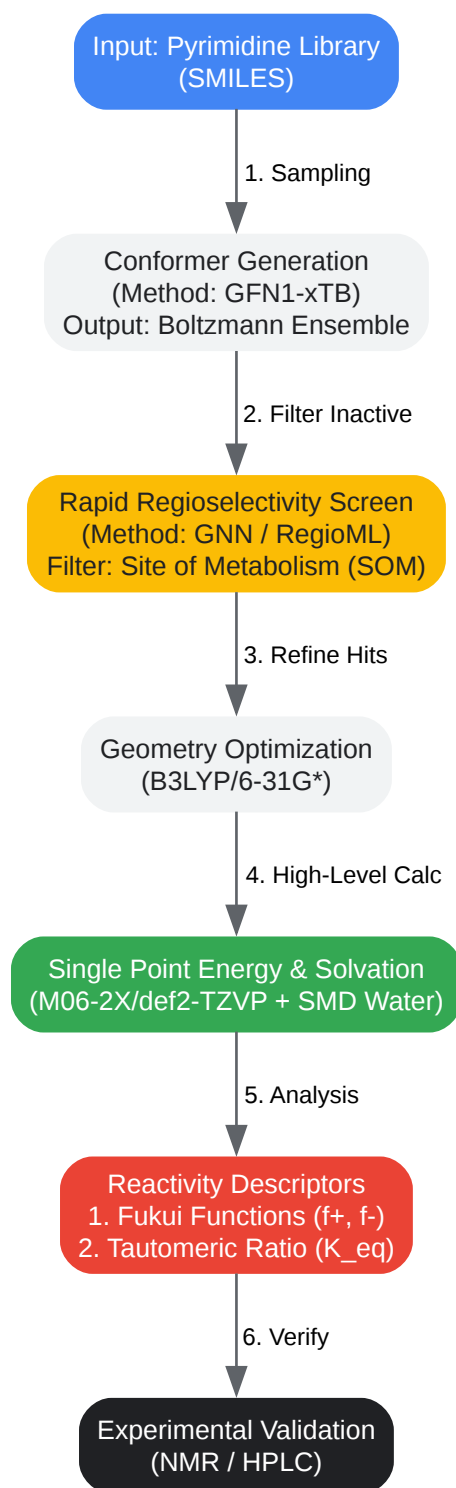 Input: Pyrimidine Library
(SMILES)
1. Sampling
Conformer Generation
(Method: GFN1-xTB)
Output: Boltzmann Ensemble
2. Filter Inactive
Rapid Regioselectivity Screen
(Method: GNN / RegioML)
Filter: Site of Metabolism (SOM)
3. Refine Hits
Geometry Optimization
(B3LYP/6-31G*)
4. High-Level Calc
Single Point Energy & Solvation
(M06-2X/def2-TZVP + SMD Water)
5. Analysis
Reactivity Descriptors
1. Fukui Functions (f+, f-)
2. Tautomeric Ratio (K_eq)
6. Verify
Experimental Validation
(NMR / HPLC)